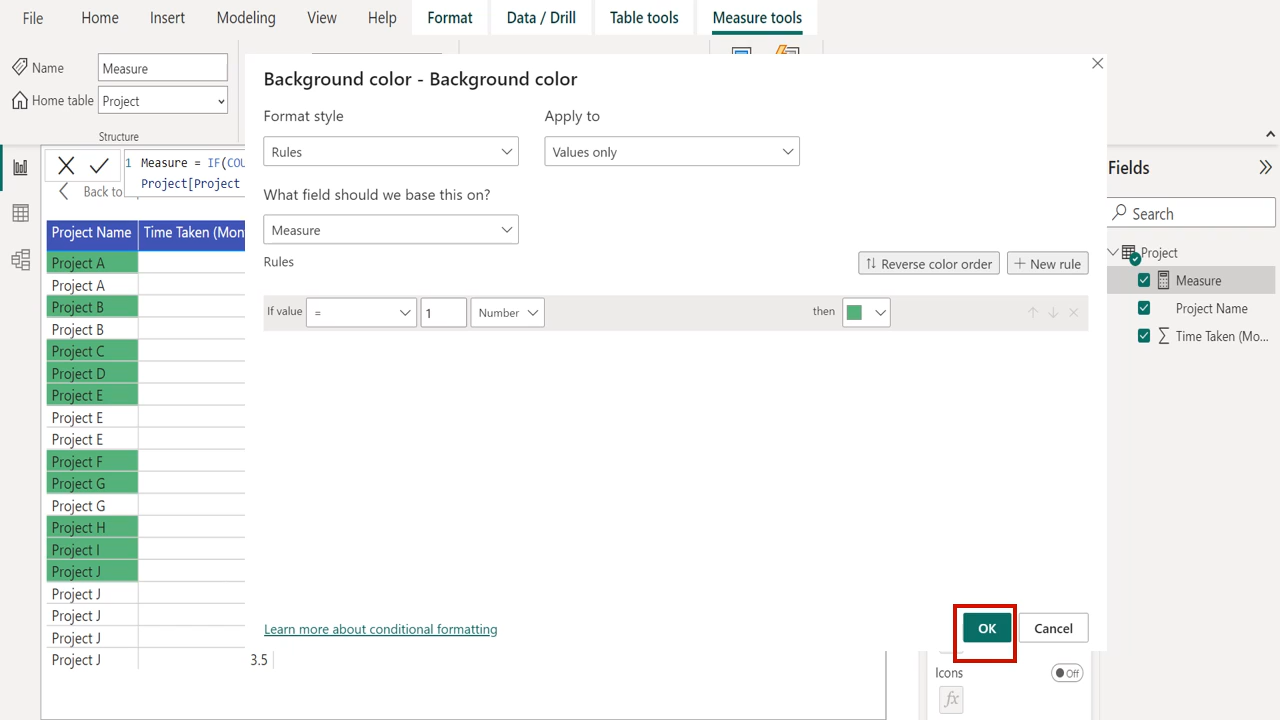 File Home Insert Modeling View Help Format Data / Drill Table tools Measure tools
Name Measure
Home table Project
Structure
1 Measure = IF(COU
Project[Project
Back to
Project Name Time Taken (Mon
Project A
Project A
Project B
Project B
Project C
Project D
Project E
Project E
Project E
Project F
Project G
Project G
Project H
Project I
Project J
Project J
Project J
Project J
Project J 3.5
Background color - Background color
Format style Apply to
Rules Values only
What field should we base this on?
Measure
Rules Reverse color order New rule
If value = 1 Number then
Learn more about conditional formatting OK Cancel
Icons Off
fx
Fields
Search
Project
Measure
Project Name
Time Taken (Mo...